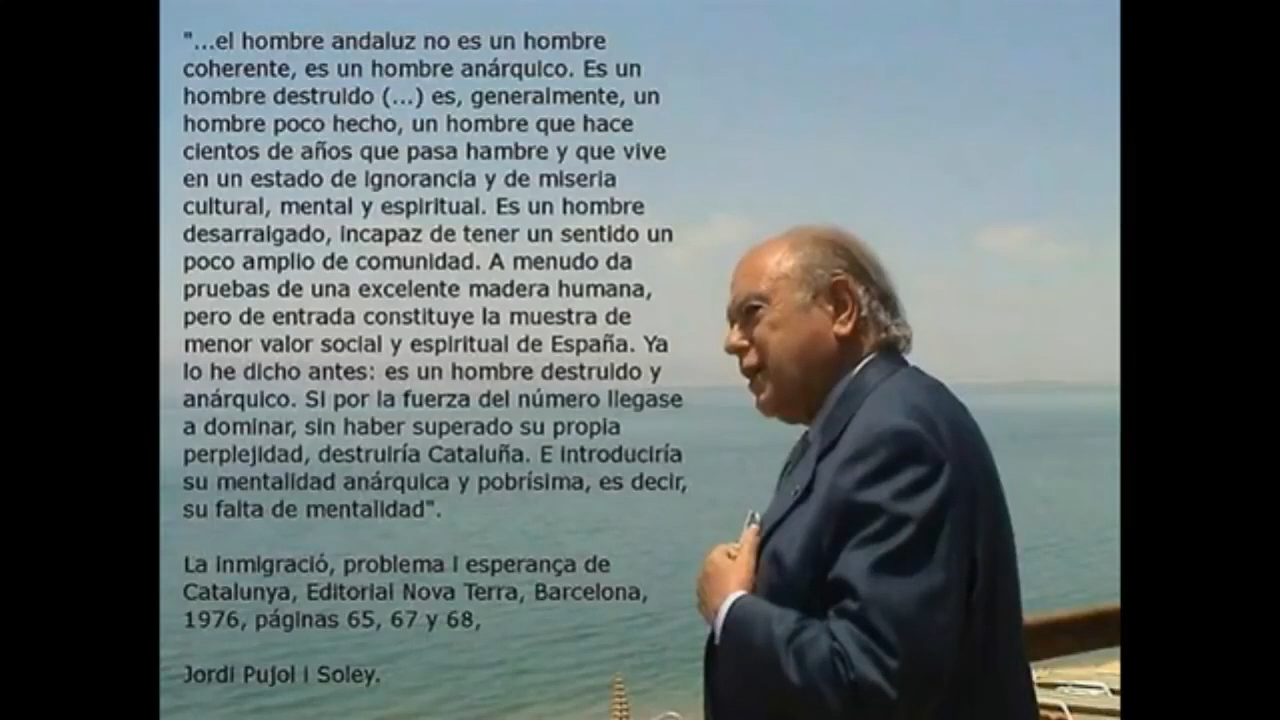 "...el hombre andaluz no es un hombre
coherente, es un hombre anárquico. Es un
hombre destruido (...) es, generalmente, un
hombre poco hecho, un hombre que hace
cientos de años que pasa hambre y que vive
en un estado de ignorancia y de miseria
cultural, mental y espiritual. Es un hombre
desarraigado, incapaz de tener un sentido un
poco amplio de comunidad. A menudo da
pruebas de una excelente madera humana,
pero de entrada constituye la muestra de
menor valor social y espiritual de España. Ya
lo he dicho antes: es un hombre destruido y
anárquico. Si por la fuerza del número llegase
a dominar, sin haber superado su propia
perplejidad, destruiría Cataluña. E introduciría
su mentalidad anárquica y pobrísima, es decir,
su falta de mentalidad".
La inmigració, problema i esperança de
Catalunya, Editorial Nova Terra, Barcelona,
1976, páginas 65, 67 y 68,
Jordi Pujol i Soley.